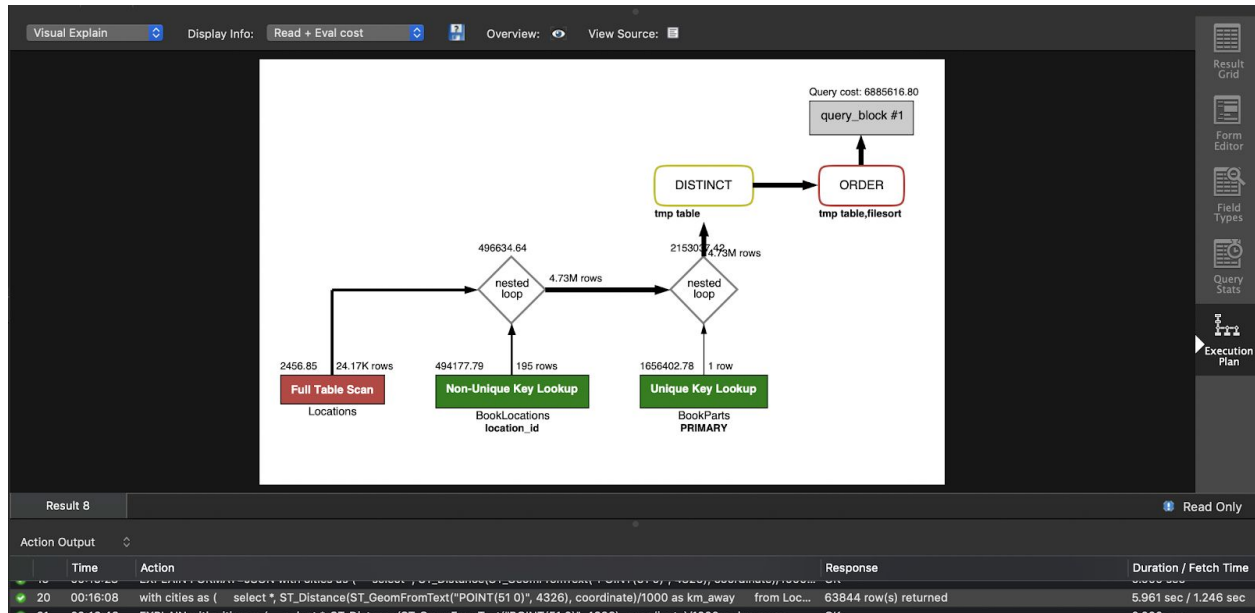 Visual Explain Display Info: Read + Eval cost Overview: View Source:
Result
Grid
Form
Editor
Field
Types
Query
Stats
Execution
Plan
Query cost: 6885616.80
query_block #1
DISTINCT
ORDER
tmp table
tmp table,filesort
496634.64
2153037.42
4.73M rows
nested
loop
4.73M rows
nested
loop
2456.85 24.17K rows
Full Table Scan
Locations
494177.79 195 rows
Non-Unique Key Lookup
BookLocations
location_id
1656402.78 1 row
Unique Key Lookup
BookParts
PRIMARY
Result 8 Read Only
Action Output
Time Action Response Duration / Fetch Time
20 00:16:08 with cities as ( select *, ST_Distance(ST_GeomFromText("POINT(51 0)", 4326), coordinate)/1000 as km_away from Loc... 63844 row(s) returned 5.961 sec / 1.246 sec